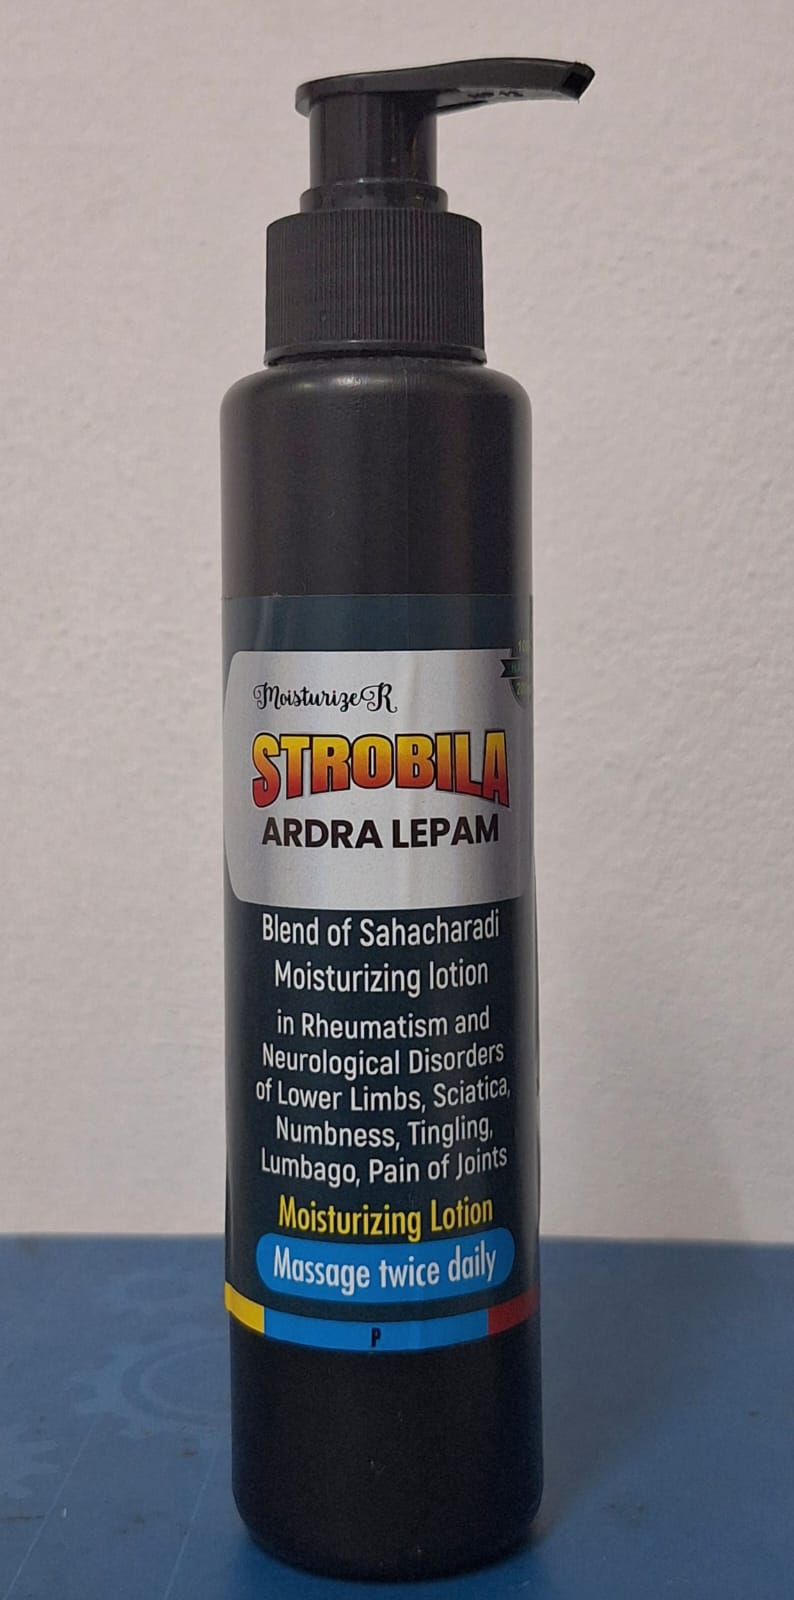 MoisturizeR
STROBILA
ARDRA LEPAM
Blend of Sahacharadi
Moisturizing lotion
in Rheumatism and
Neurological Disorders
of Lower Limbs, Sciatica,
Numbness, Tingling,
Lumbago, Pain of Joints
Moisturizing Lotion
Massage twice daily
P